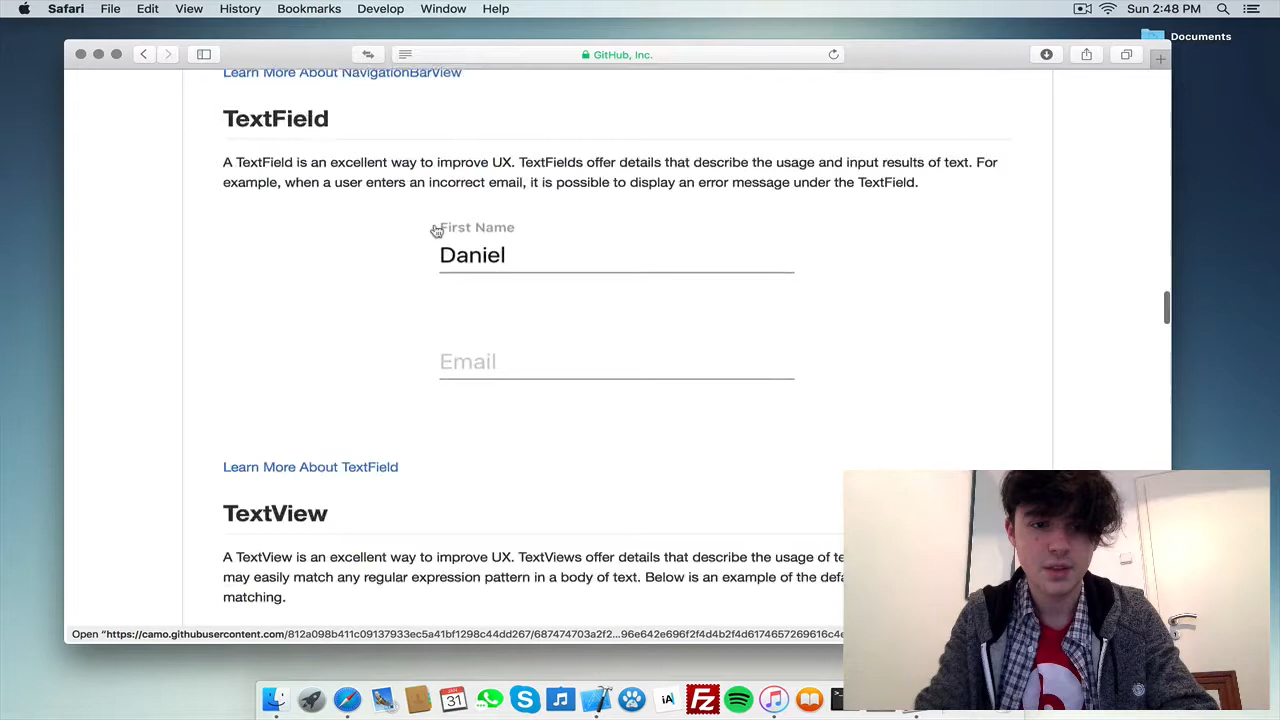 Safari File Edit View History Bookmarks Develop Window Help Sun 2:48 PM
Documents
GitHub, Inc.
Learn More About NavigationBarView
TextField
A TextField is an excellent way to improve UX. TextFields offer details that describe the usage and input results of text. For
example, when a user enters an incorrect email, it is possible to display an error message under the TextField.
First Name
Daniel
Email
Learn More About TextField
TextView
A TextView is an excellent way to improve UX. TextViews offer details that describe the usage of te
may easily match any regular expression pattern in a body of text. Below is an example of the defa
matching.
JAN
31
iA
Fz